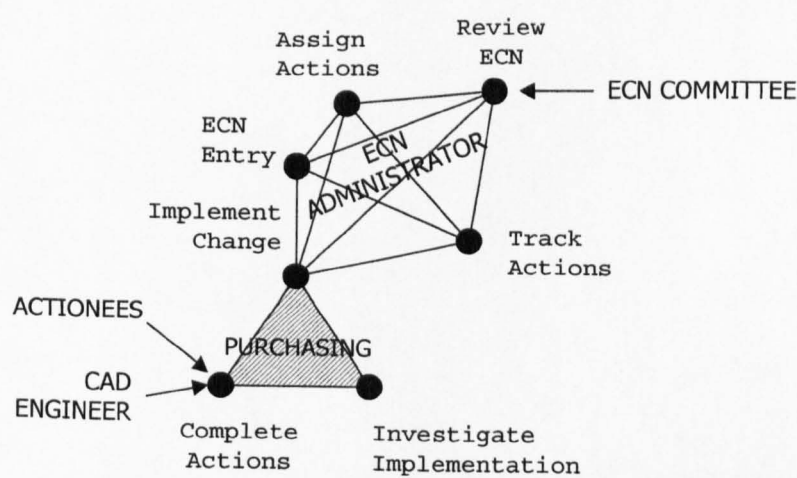 Assign
Actions
Review
ECN
ECN COMMITTEE
ECN
Entry
ECN
ADMINISTRATOR
Implement
Change
Track
Actions
ACTIONEES
PURCHASING
CAD
ENGINEER
Complete
Actions
Investigate
Implementation